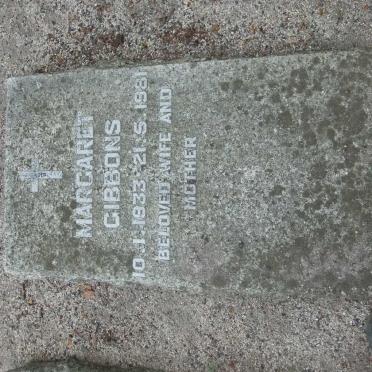 MARGARET
GIBBONS
10.1.1933-21.5.1981
BELOVED WIFE AND
MOTHER